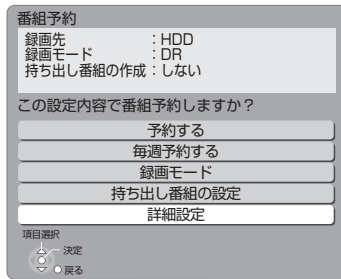 番組予約
録画先　　　　　：HDD
録画モード　　　：DR
持ち出し番組の作成：しない
この設定内容で番組予約しますか？
予約する
毎週予約する
録画モード
持ち出し番組の設定
詳細設定
項目選択
決定
戻る